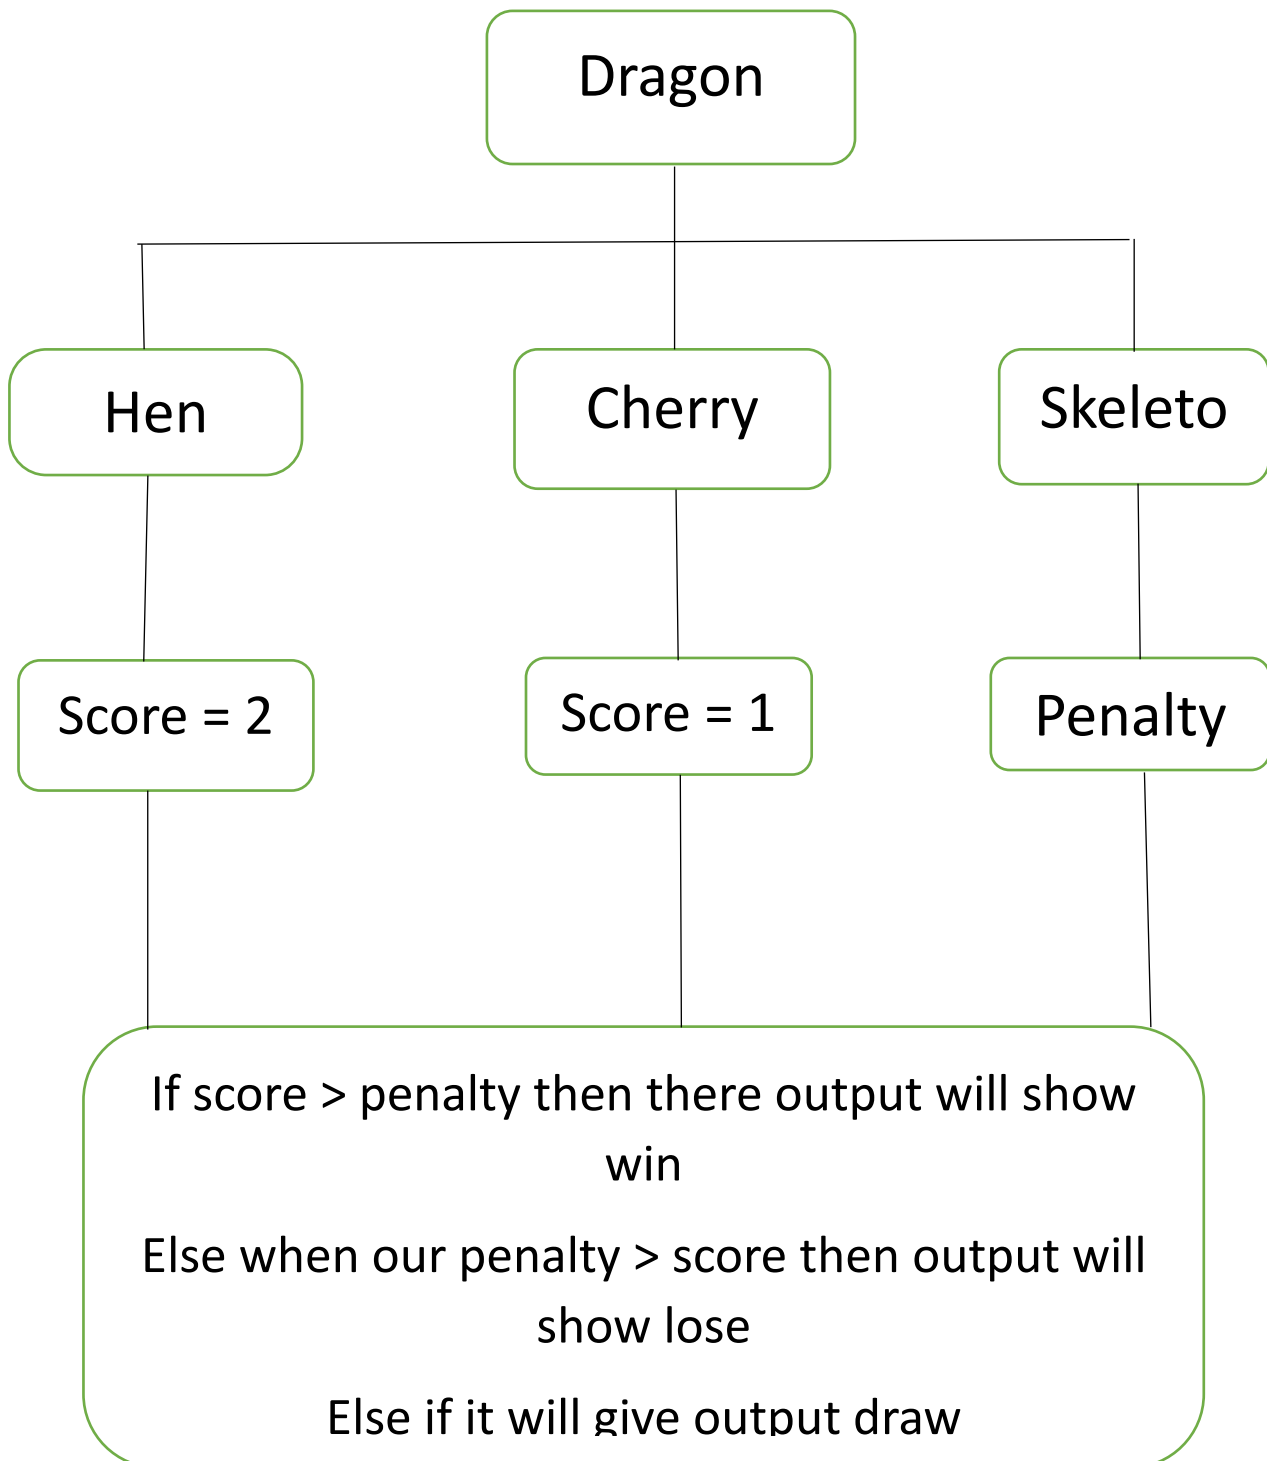 Dragon
Hen
Cherry
Skeleto
Score = 2
Score = 1
Penalty
If score > penalty then there output will show
win
Else when our penalty > score then output will
show lose
Else if it will give output draw